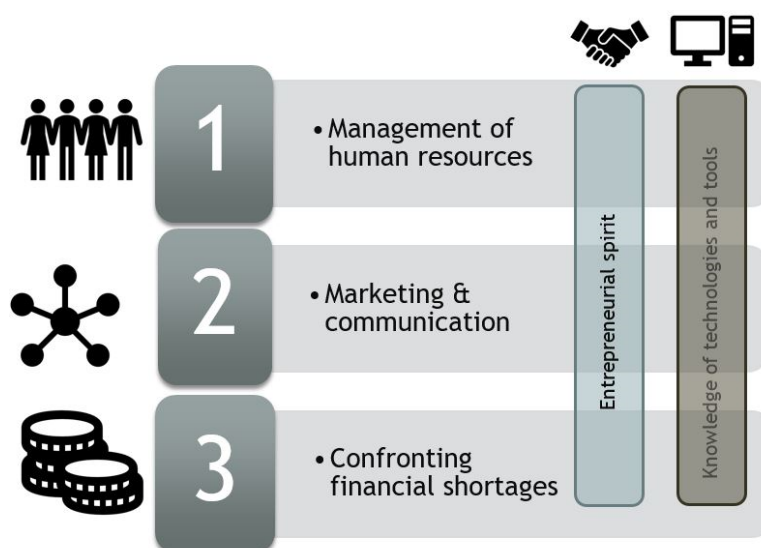 1
• Management of
human resources
2
• Marketing &
communication
3
• Confronting
financial shortages
Entrepreneurial spirit
Knowledge of technologies and tools